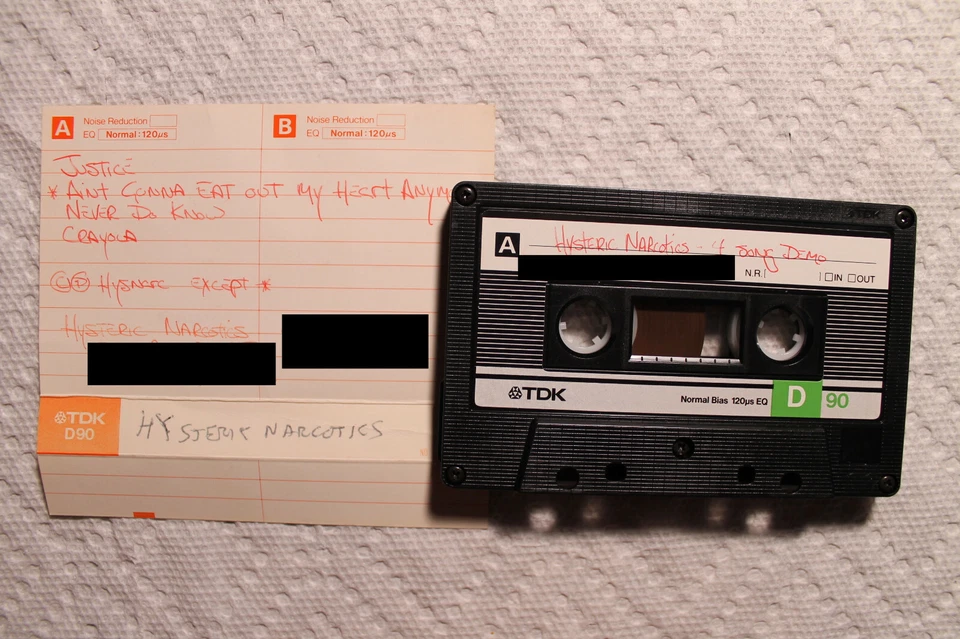 A Noise Reduction
EQ Normal:120µs
B Noise Reduction
EQ Normal:120µs
JUSTICE
* AINT GONNA EAT OUT MY HEART ANYM
NEVER DO KNOW
CRAYOLA
Ⓒ Ⓟ EXCEPT *
HYSTERIC NARCOTICS
TDK
D90
HYSTERIK NARCOTICS
TDK
A HYSTERIC NARCOTICS - 4 SONG DEMO
N.R. IN OUT
TDK Normal Bias 120µs EQ D 90